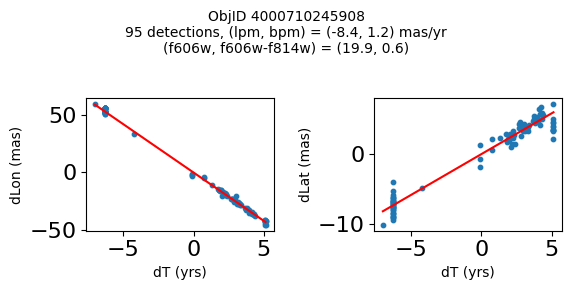 ObjID 4000710245908
95 detections, (lpm, bpm) = (-8.4, 1.2) mas/yr
(f606w, f606w-f814w) = (19.9, 0.6)
50
0
−50
dLon (mas)
−5
0
5
dT (yrs)
0
−10
dLat (mas)
−5
0
5
dT (yrs)